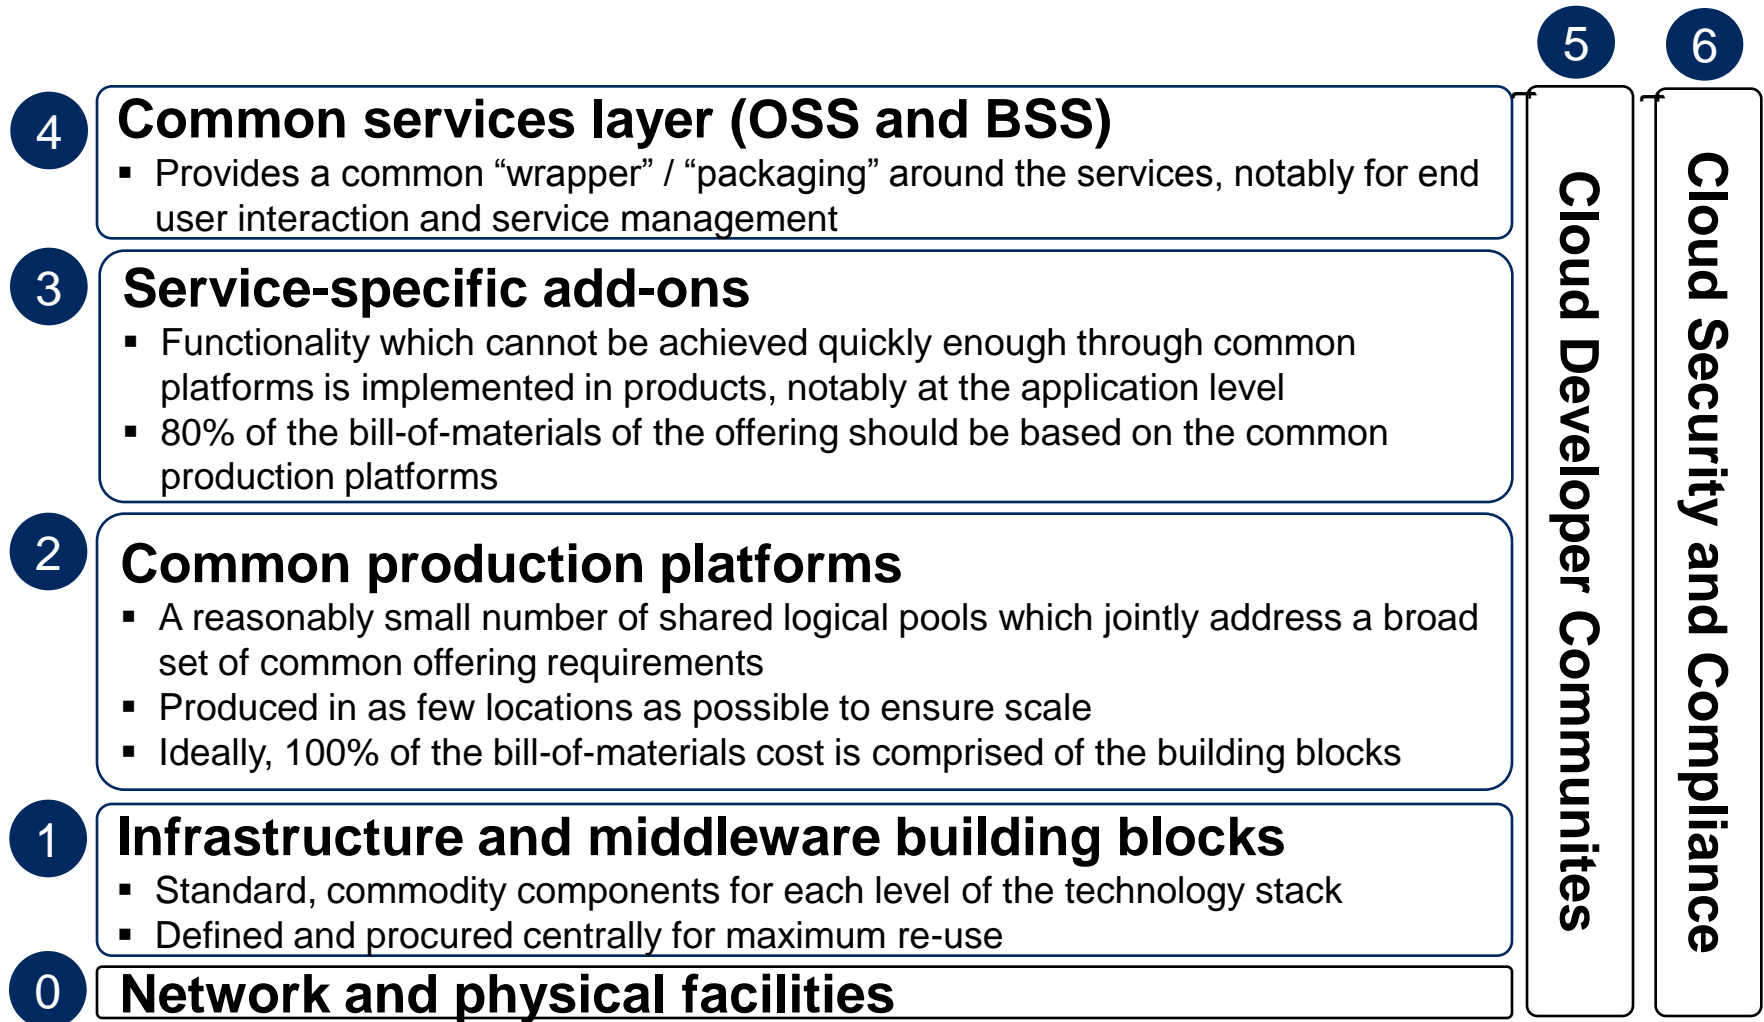 4
Common services layer (OSS and BSS)
▪ Provides a common “wrapper” / “packaging” around the services, notably for end
user interaction and service management
3
Service-specific add-ons
▪ Functionality which cannot be achieved quickly enough through common
platforms is implemented in products, notably at the application level
▪ 80% of the bill-of-materials of the offering should be based on the common
production platforms
2
Common production platforms
▪ A reasonably small number of shared logical pools which jointly address a broad
set of common offering requirements
▪ Produced in as few locations as possible to ensure scale
▪ Ideally, 100% of the bill-of-materials cost is comprised of the building blocks
1
Infrastructure and middleware building blocks
▪ Standard, commodity components for each level of the technology stack
▪ Defined and procured centrally for maximum re-use
0
Network and physical facilities
5
Cloud Developer Communites
6
Cloud Security and Compliance